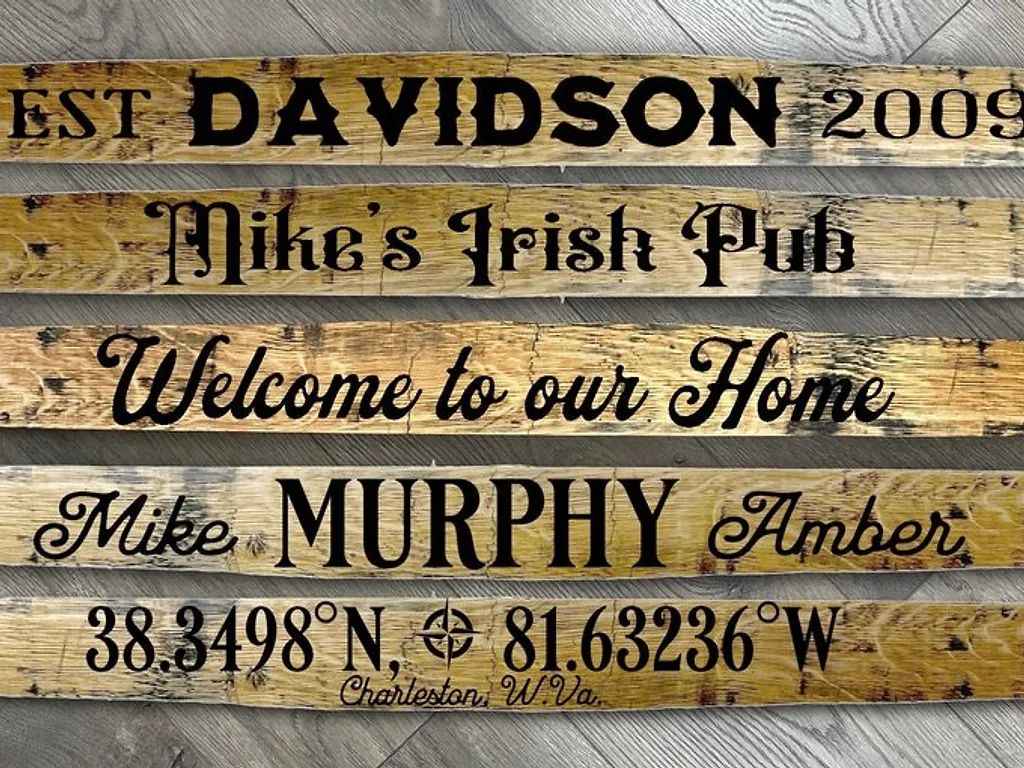 EST DAVIDSON 2009
Mike's Irish Pub
Welcome to our Home
Mike MURPHY Amber
38.3498°N, 81.63236°W
Charleston, W.Va.